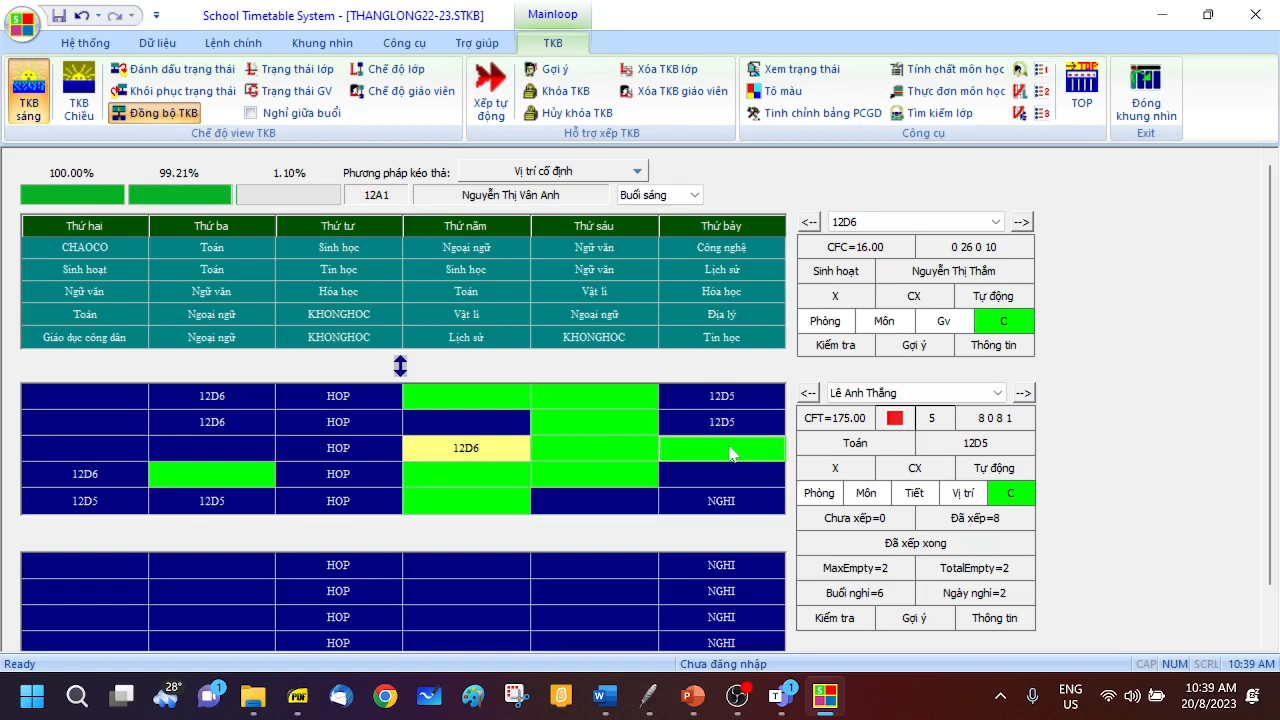 School Timetable System - [THANGLONG22-23.STKB]
Mainloop
Hệ thống
Dữ liệu
Lệnh chính
Khung nhìn
Công cụ
Trợ giúp
TKB
TKB sáng
TKB Chiều
Đánh dấu trạng thái
Khôi phục trạng thái
Đồng bộ TKB
Trạng thái lớp
Trạng thái GV
Nghỉ giữa buổi
Chế độ lớp
Chế độ giáo viên
Chế độ view TKB
Xếp tự động
Gợi ý
Khóa TKB
Hủy khóa TKB
Xóa TKB lớp
Xóa TKB giáo viên
Hỗ trợ xếp TKB
Xem trạng thái
Tô màu
Tinh chỉnh bảng PCGD
Tính chất môn học
Thực đơn môn học
Tìm kiếm lớp
1
2
3
TOP
TOP
Công cụ
Đóng khung nhìn
Exit
100.00% 99.21% 1.10% Phương pháp kéo thả: Vị trí cố định
12A1 Nguyễn Thị Vân Anh Buổi sáng
Thứ hai Thứ ba Thứ tư Thứ năm Thứ sáu Thứ bảy
CHAOCO Toán Sinh học Ngoại ngữ Ngữ văn Công nghệ
Sinh hoạt Toán Tin học Sinh học Ngữ văn Lịch sử
Ngữ văn Ngữ văn Hóa học Toán Vật lí Hóa học
Toán Ngoại ngữ KHONGHOC Vật lí Ngoại ngữ Địa lý
Giáo dục công dân Ngoại ngữ KHONGHOC Lịch sử KHONGHOC Tin học
<-- 12D6 -->
CFC=16.00 0 26 0 10
Sinh hoạt Nguyễn Thị Thắm
X CX Tự động
Phòng Môn Gv C
Kiểm tra Gợi ý Thông tin
12D6 HOP 12D5
12D6 HOP 12D5
HOP 12D6
12D6 HOP
12D5 12D5 HOP NGHI
<-- Lê Anh Thắng -->
CFT=175.00 5 8 0 8 1
Toán 12D5
X CX Tự động
Phòng Môn Tiết Vị trí C
Chưa xếp=0 Đã xếp=8
Đã xếp xong
MaxEmpty=2 TotalEmpty=2
Buổi nghỉ=6 Ngày nghỉ=2
Kiểm tra Gợi ý Thông tin
HOP NGHI
HOP NGHI
HOP NGHI
HOP NGHI
Ready Chưa đăng nhập CAP NUM SCRL 10:39 AM
28°
1
PDF
1
ENG
US
10:39 AM
20/8/2023